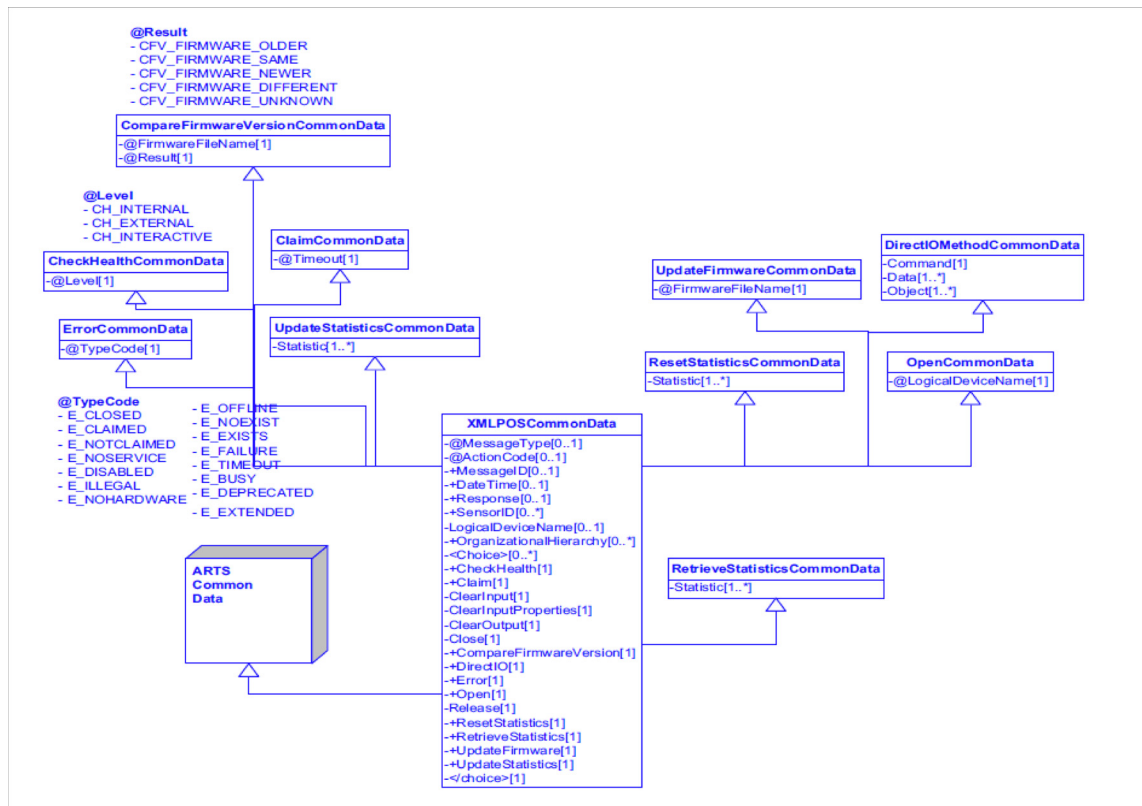 @Result
- CFV_FIRMWARE_OLDER
- CFV_FIRMWARE_SAME
- CFV_FIRMWARE_NEWER
- CFV_FIRMWARE_DIFFERENT
- CFV_FIRMWARE_UNKNOWN
CompareFirmwareVersionCommonData
-@FirmwareFileName[1]
-@Result[1]
@Level
- CH_INTERNAL
- CH_EXTERNAL
- CH_INTERACTIVE
CheckHealthCommonData
-@Level[1]
ClaimCommonData
-@Timeout[1]
UpdateFirmwareCommonData
-@FirmwareFileName[1]
DirectIOMethodCommonData
-Command[1]
-Data[1..*]
-Object[1..*]
ErrorCommonData
-@TypeCode[1]
UpdateStatisticsCommonData
-Statistic[1..*]
ResetStatisticsCommonData
-Statistic[1..*]
OpenCommonData
-@LogicalDeviceName[1]
@TypeCode
- E_CLOSED
- E_CLAIMED
- E_NOTCLAIMED
- E_NOSERVICE
- E_DISABLED
- E_ILLEGAL
- E_NOHARDWARE
- E_OFFLINE
- E_NOEXIST
- E_EXISTS
- E_FAILURE
- E_TIMEOUT
- E_BUSY
- E_DEPRECATED
- E_EXTENDED
XMLPOSCommonData
-@MessageType[0..1]
-@ActionCode[0..1]
-+MessageID[0..1]
-+DateTime[0..1]
-+Response[0..1]
-+SensorID[0..*]
-LogicalDeviceName[0..1]
-+OrganizationalHierarchy[0..*]
-<Choice>[0..*]
-+CheckHealth[1]
-+Claim[1]
-ClearInput[1]
-ClearInputProperties[1]
-ClearOutput[1]
-Close[1]
-+CompareFirmwareVersion[1]
-+DirectIO[1]
-+Error[1]
-+Open[1]
-Release[1]
-+ResetStatistics[1]
-+RetrieveStatistics[1]
-+UpdateFirmware[1]
-+UpdateStatistics[1]
-</choice>[1]
ARTS
Common
Data
RetrieveStatisticsCommonData
-Statistic[1..*]